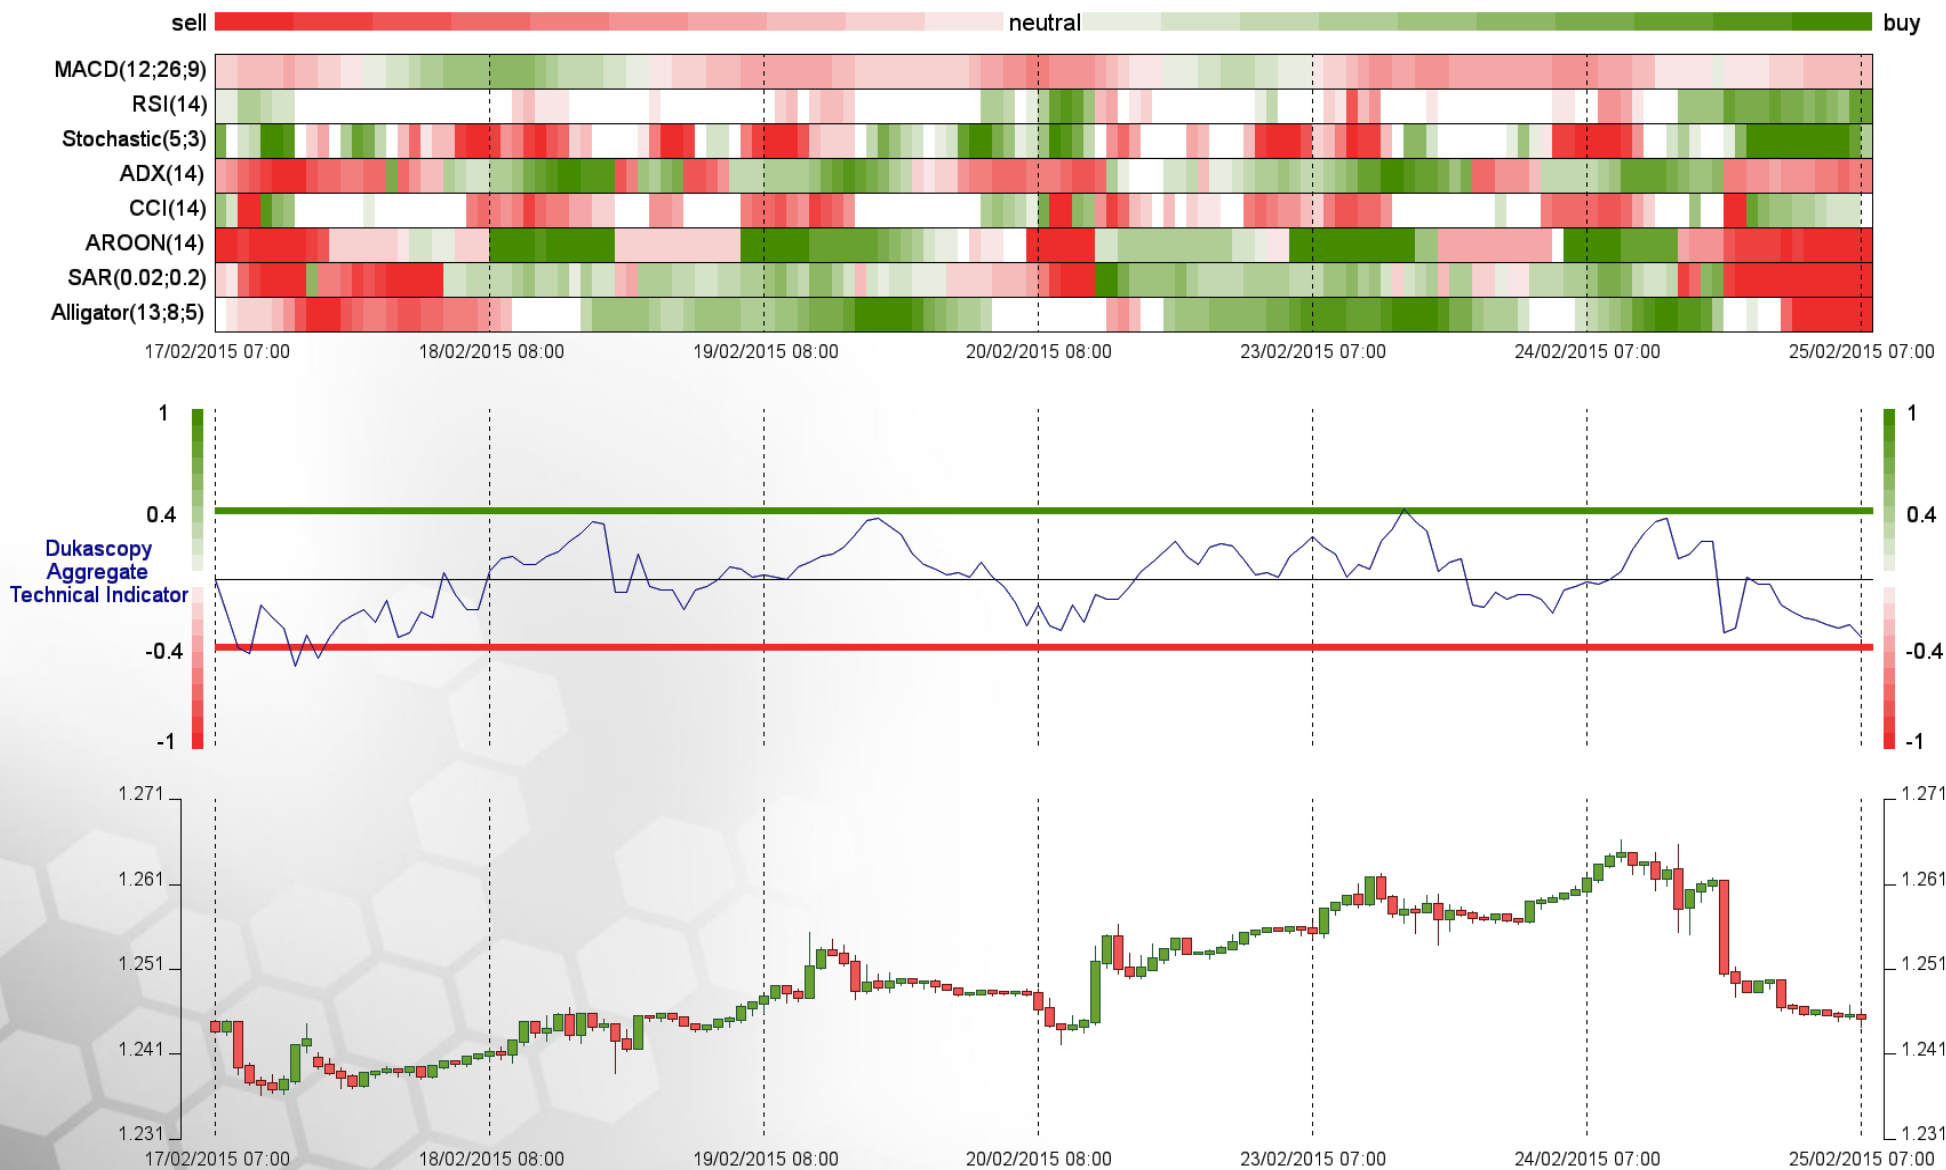 sell neutral buy
MACD(12;26;9)
RSI(14)
Stochastic(5;3)
ADX(14)
CCI(14)
AROON(14)
SAR(0.02;0.2)
Alligator(13;8;5)
17/02/2015 07:00 18/02/2015 08:00 19/02/2015 08:00 20/02/2015 08:00 23/02/2015 07:00 24/02/2015 07:00 25/02/2015 07:00
1 1
0.4 0.4
Dukascopy
Aggregate
Technical Indicator
-0.4 -0.4
-1 -1
1.271 1.271
1.261 1.261
1.251 1.251
1.241 1.241
1.231 1.231
17/02/2015 07:00 18/02/2015 08:00 19/02/2015 08:00 20/02/2015 08:00 23/02/2015 07:00 24/02/2015 07:00 25/02/2015 07:00